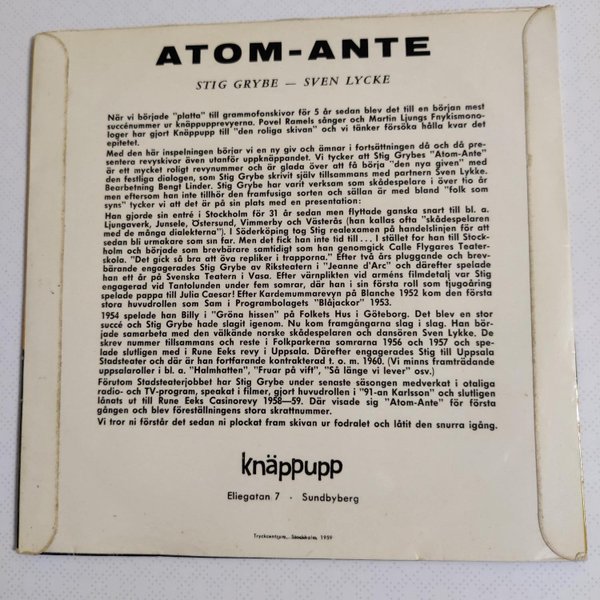 ATOM-ANTE
STIG GRYBE — SVEN LYCKE
När vi började "platta" till grammofonskivor för 5 år sedan blev det till en början mest
succénummer ur knäppupprevyerna. Povel Ramels sånger och Martin Ljungs Fnykismono-
loger har gjort Knäppupp till "den roliga skivan" och vi tänker försöka hålla kvar det
epitetet.
Med den här inspelningen börjar vi en ny giv och ämnar i fortsättningen då och då pre-
sentera revyskivor även utanför uppknäppandet. Vi tycker att Stig Grybes "Atom-Ante"
är ett mycket roligt revynummer och är glada över att få börja "den nya given" med
den festliga dialogen, som Stig Grybe skrivit själv tillsammans med partnern Sven Lykke.
Bearbetning Bengt Linder. Stig Grybe har varit verksam som skådespelare i över tio år
men eftersom han inte tillhör den framfusiga sorten och sällan är med bland "folk som
syns" tycker vi att det är på sin plats med en presentation:
Han gjorde sin entré i Stockholm för 31 år sedan men flyttade ganska snart till bl. a.
Ljungaverk, Junsele, Östersund, Vimmerby och Västerås (han kallas ofta "skådespelaren
med de många dialekterna"). I Söderköping tog Stig realexamen på handelslinjen för att
sedan bli urmakare som sin far. Men det fick han inte tid till . . . I stället for han till Stock-
holm och började som brevbärare samtidigt som han genomgick Calle Flygares Teater-
skola. "Det gick så bra att öva repliker i trapporna." Efter två års pluggande och brev-
bärande engagerades Stig Grybe av Riksteatern i "Jeanne d'Arc" och därefter spelade
han ett år på Svenska Teatern i Vasa. Efter värnplikten vid arméns filmdetalj var Stig
engagerad vid Tantolunden under fem somrar, där han i sin första roll som tjugoåring
spelade pappa till Julia Caesar! Efter Kardemummarevyn på Blanche 1952 kom den första
stora huvudrollen som Sam i Programbolagets "Blåjackor" 1953.
1954 spelade han Billy i "Gröna hissen" på Folkets Hus i Göteborg. Det blev en stor
succé och Stig Grybe hade slagit igenom. Nu kom framgångarna slag i slag. Han bör-
jade samarbeta med den välkände norske skådespelaren och dansören Sven Lykke. De
skrev nummer tillsammans och reste i Folkparkerna somrarna 1956 och 1957 och spe-
lade slutligen med i Rune Eeks revy i Uppsala. Därefter engagerades Stig till Uppsala
Stadsteater och där är han fortfarande kontrakterad t. o. m. 1960. (Vi minns framträdande
uppsalaroller i bl. a. "Halmhatten", "Fruar på vift", "Så länge vi lever" osv.)
Förutom Stadsteaterjobbet har Stig Grybe under senaste säsongen medverkat i otaliga
radio- och TV-program, speakat i filmer, gjort huvudrollen i "91-an Karlsson" och slutligen
lånats ut till Rune Eeks Casinorevy 1958—59. Där visade sig "Atom-Ante" för första
gången och blev föreställningens stora skrattnummer.
Vi tror ni förstår det sedan ni plockat fram skivan ur fodralet och låtit den snurra igång.
knäppupp
Eliegatan 7 · Sundbyberg
Stockholm, 1959